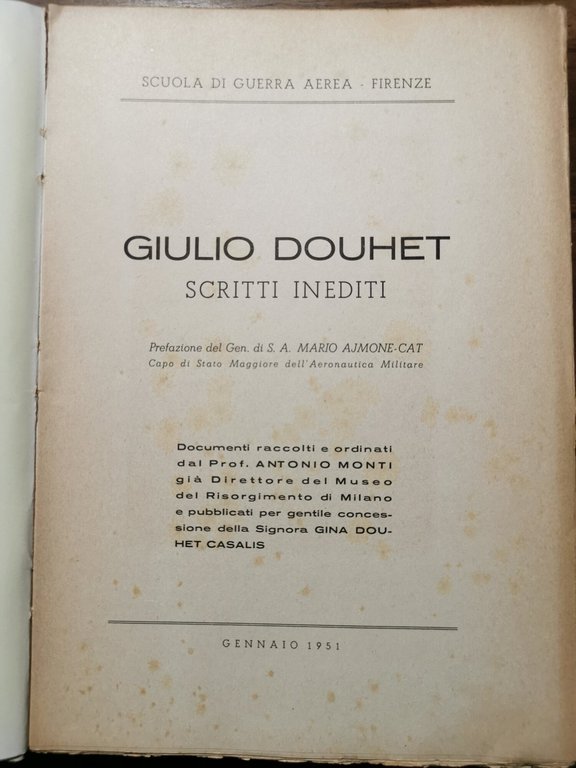 SCUOLA DI GUERRA AEREA - FIRENZE
GIULIO DOUHET
SCRITTI INEDITI
Prefazione del Gen. di S. A. MARIO AJMONE-CAT
Capo di Stato Maggiore dell'Aeronautica Militare
Documenti raccolti e ordinati
dal Prof. ANTONIO MONTI
già Direttore del Museo
del Risorgimento di Milano
e pubblicati per gentile conces-
sione della Signora GINA DOU-
HET CASALIS
GENNAIO 1951